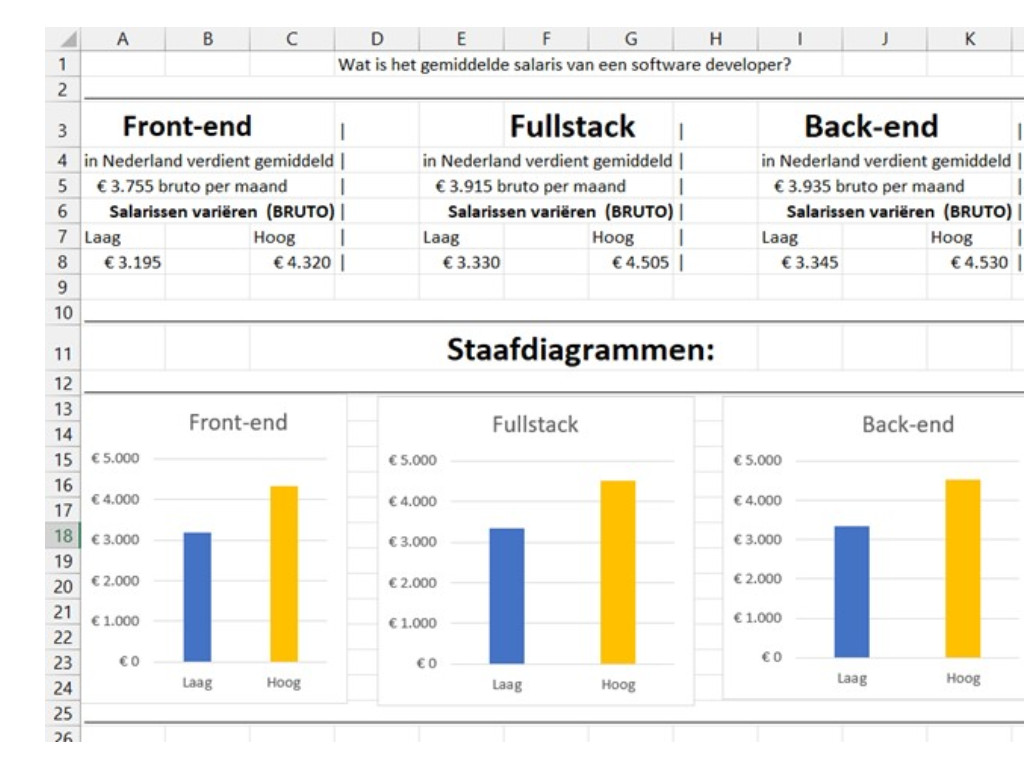 A B C D E F G H I J K
1 Wat is het gemiddelde salaris van een software developer?
2
3 Front-end | Fullstack | Back-end |
4 in Nederland verdient gemiddeld | in Nederland verdient gemiddeld | in Nederland verdient gemiddeld |
5 € 3.755 bruto per maand | € 3.915 bruto per maand | € 3.935 bruto per maand |
6 Salarissen variëren (BRUTO) | Salarissen variëren (BRUTO) | Salarissen variëren (BRUTO) |
7 Laag Hoog | Laag Hoog | Laag Hoog |
8 € 3.195 € 4.320 | € 3.330 € 4.505 | € 3.345 € 4.530 |
9
10
11 Staafdiagrammen:
12
13
14
15
16
17
18
19
20
21
22
23
24
25
26
Front-end
€ 5.000
€ 4.000
€ 3.000
€ 2.000
€ 1.000
€ 0
Laag Hoog
Fullstack
€ 5.000
€ 4.000
€ 3.000
€ 2.000
€ 1.000
€ 0
Laag Hoog
Back-end
€ 5.000
€ 4.000
€ 3.000
€ 2.000
€ 1.000
€ 0
Laag Hoog